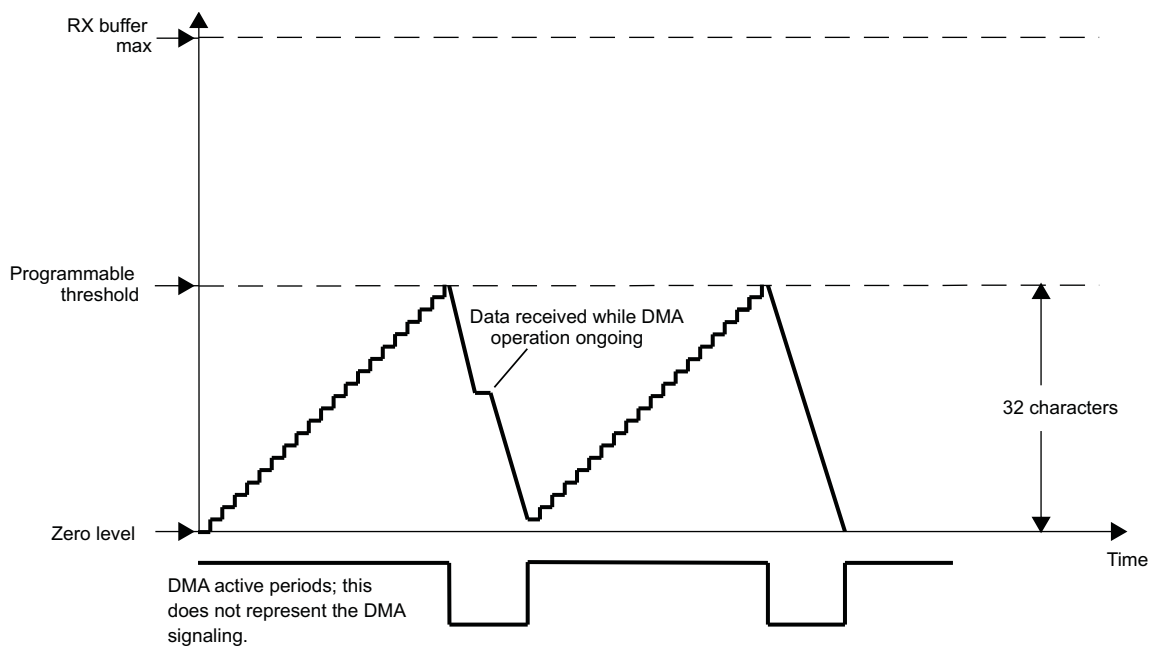 RX buffer
max
Programmable
threshold
Data received while DMA
operation ongoing
32 characters
Zero level
Time
DMA active periods; this
does not represent the DMA
signaling.